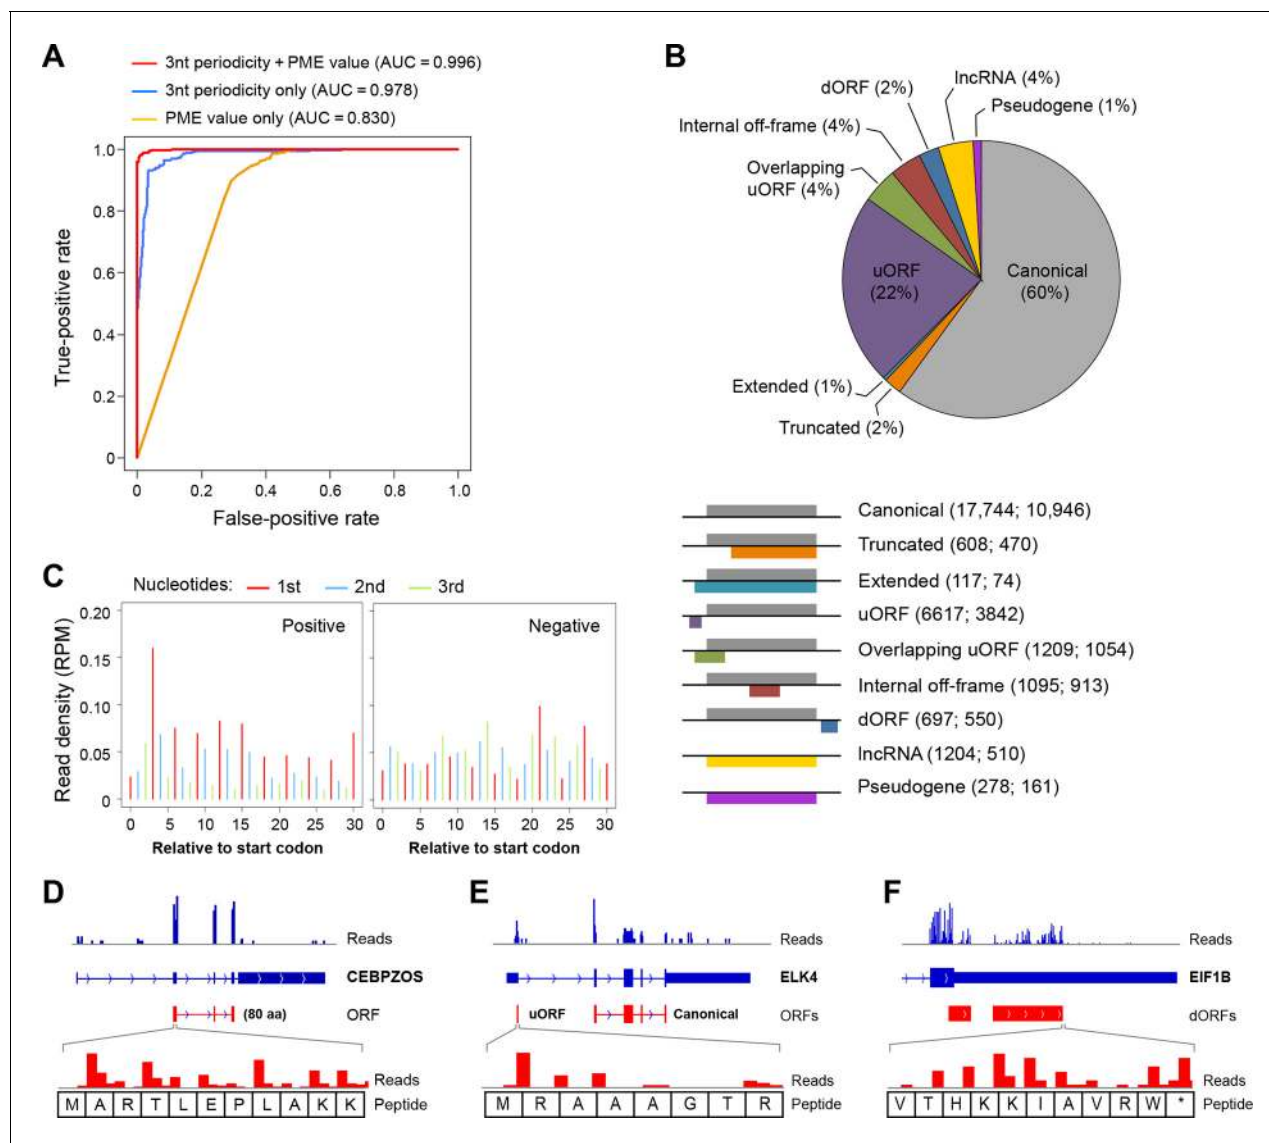 A
3nt periodicity + PME value (AUC = 0.996)
3nt periodicity only (AUC = 0.978)
PME value only (AUC = 0.830)
1.0
0.8
0.6
0.4
0.2
0
True-positive rate
0 0.2 0.4 0.6 0.8 1.0
False-positive rate
B
lncRNA (4%)
dORF (2%)
Pseudogene (1%)
Internal off-frame (4%)
Overlapping
uORF (4%)
uORF
(22%)
Canonical
(60%)
Extended (1%)
Truncated (2%)
Canonical (17,744; 10,946)
Truncated (608; 470)
Extended (117; 74)
uORF (6617; 3842)
Overlapping uORF (1209; 1054)
Internal off-frame (1095; 913)
dORF (697; 550)
lncRNA (1204; 510)
Pseudogene (278; 161)
C
Nucleotides: 1st 2nd 3rd
0.20
0.15
0.10
0.05
0
Read density (RPM)
Positive
Negative
0 5 10 15 20 25 30
0 5 10 15 20 25 30
Relative to start codon
Relative to start codon
D
Reads
CEBPZOS
(80 aa)
ORF
Reads
M A R T L E P L A K K
Peptide
E
Reads
ELK4
uORF
Canonical
ORFs
Reads
M R A A A G T R
Peptide
F
Reads
EIF1B
dORFs
Reads
V T H K K I A V R W *
Peptide